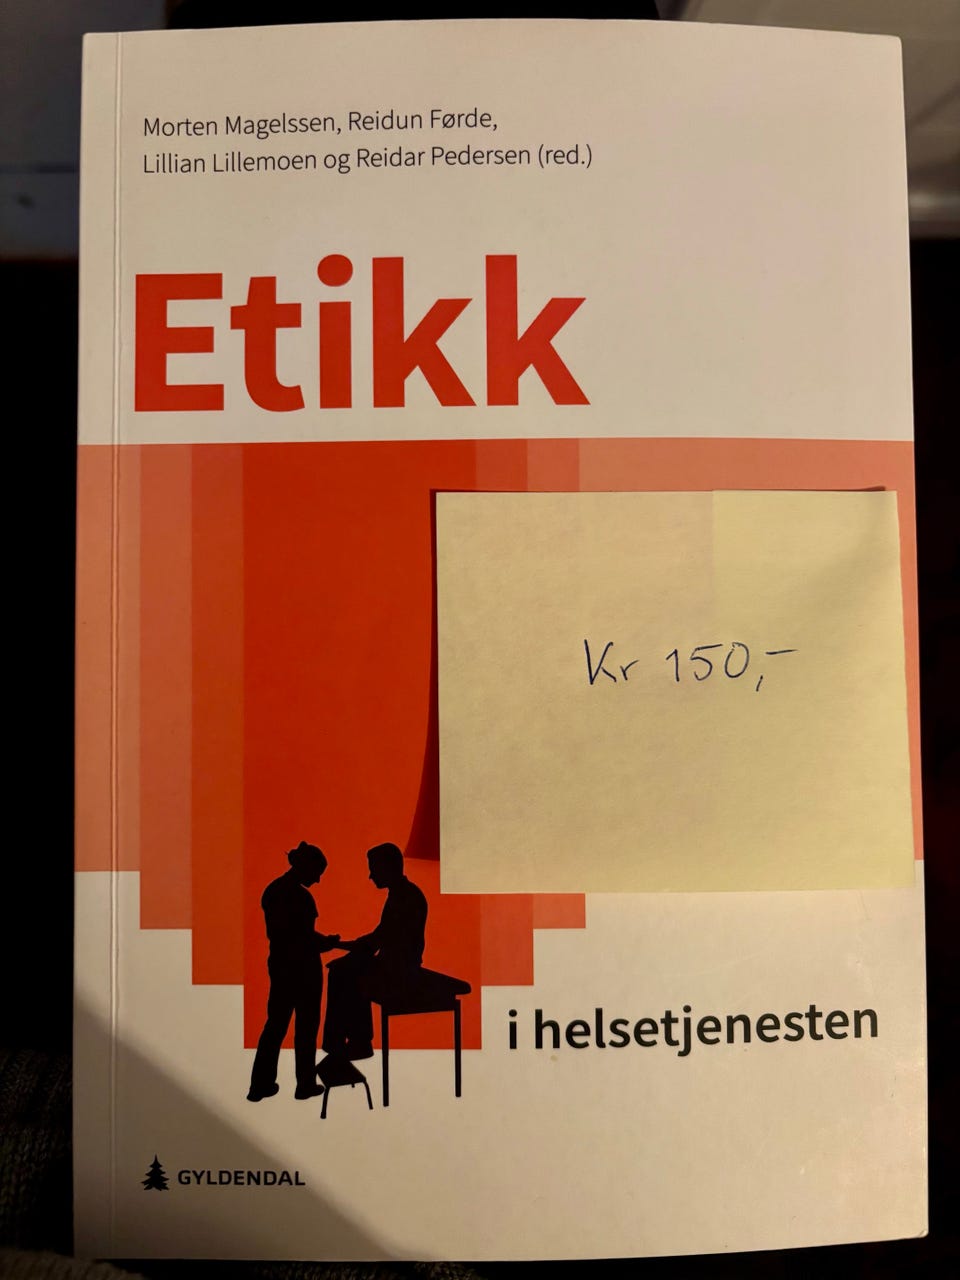 Morten Magelssen, Reidun Førde,
Lillian Lillemoen og Reidar Pedersen (red.)
Etikk
Kr 150,-
i helsetjenesten
GYLDENDAL